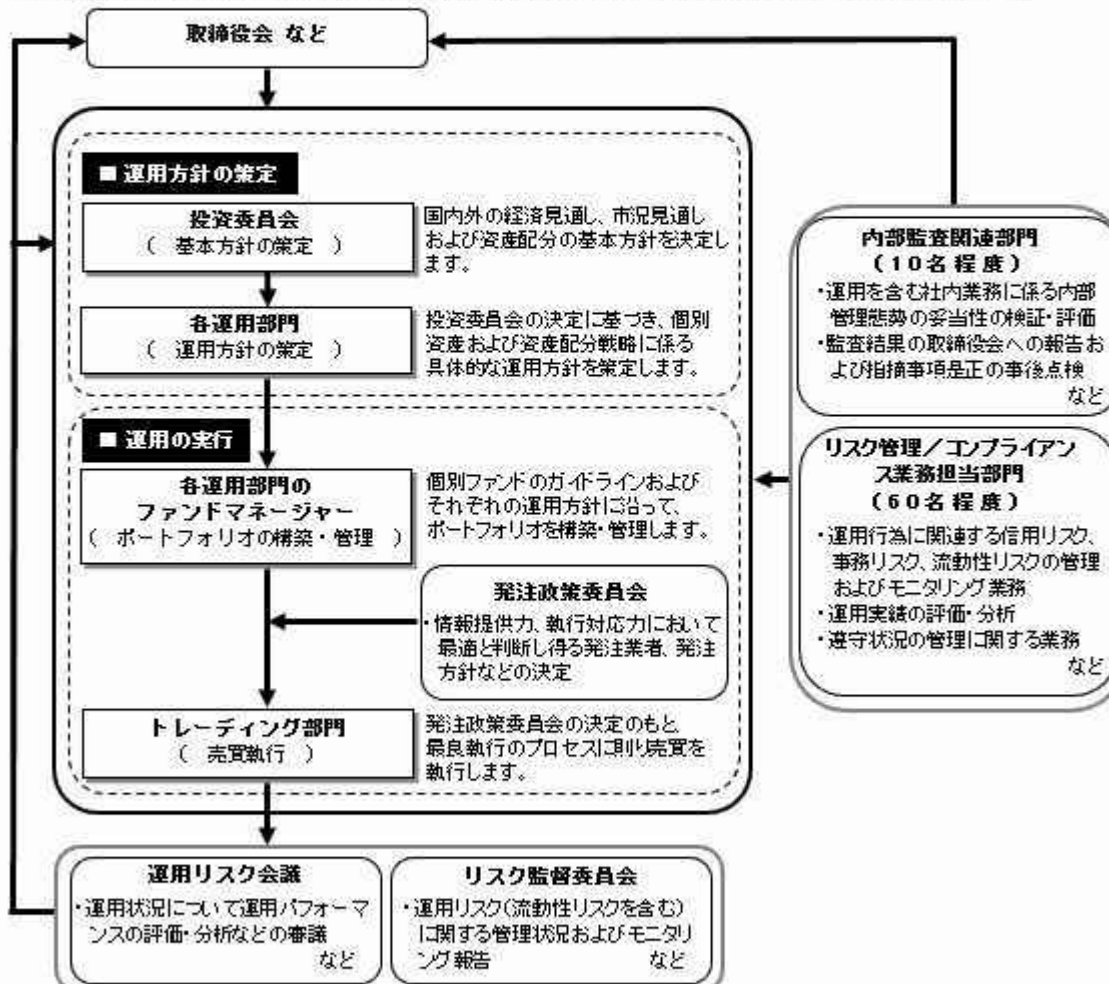 取締役会 など
■ 運用方針の策定
投資委員会
( 基本方針の策定 )
国内外の経済見通し、市況見通し
および資産配分の基本方針を決定し
ます。
各運用部門
( 運用方針の策定 )
投資委員会の決定に基づき、個別
資産および資産配分戦略に係る
具体的な運用方針を策定します。
■ 運用の実行
各運用部門の
ファンドマネージャー
( ポートフォリオの構築・管理 )
個別ファンドのガイドラインおよび
それぞれの運用方針に沿って、
ポートフォリオを構築・管理します。
発注政策委員会
・情報提供力、執行対応力において
最適と判断し得る発注業者、発注
方針などの決定
トレーディング部門
( 売買執行 )
発注政策委員会の決定のもと、
最良執行のプロセスに則り売買を
執行します。
内部監査関連部門
(10名程度)
・運用を含む社内業務に係る内部
管理態勢の妥当性の検証・評価
・監査結果の取締役会への報告お
よび指摘事項是正の事後点検
など
リスク管理/コンプライアン
ス業務担当部門
(60名程度)
・運用行為に関連する信用リスク、
事務リスク、流動性リスクの管理
およびモニタリング業務
・運用実績の評価・分析
・遵守状況の管理に関する業務
など
運用リスク会議
・運用状況について運用パフォーマ
ンスの評価・分析などの審議
など
リスク監督委員会
・運用リスク(流動性リスクを含む)
に関する管理状況およびモニタリ
ング報告 など